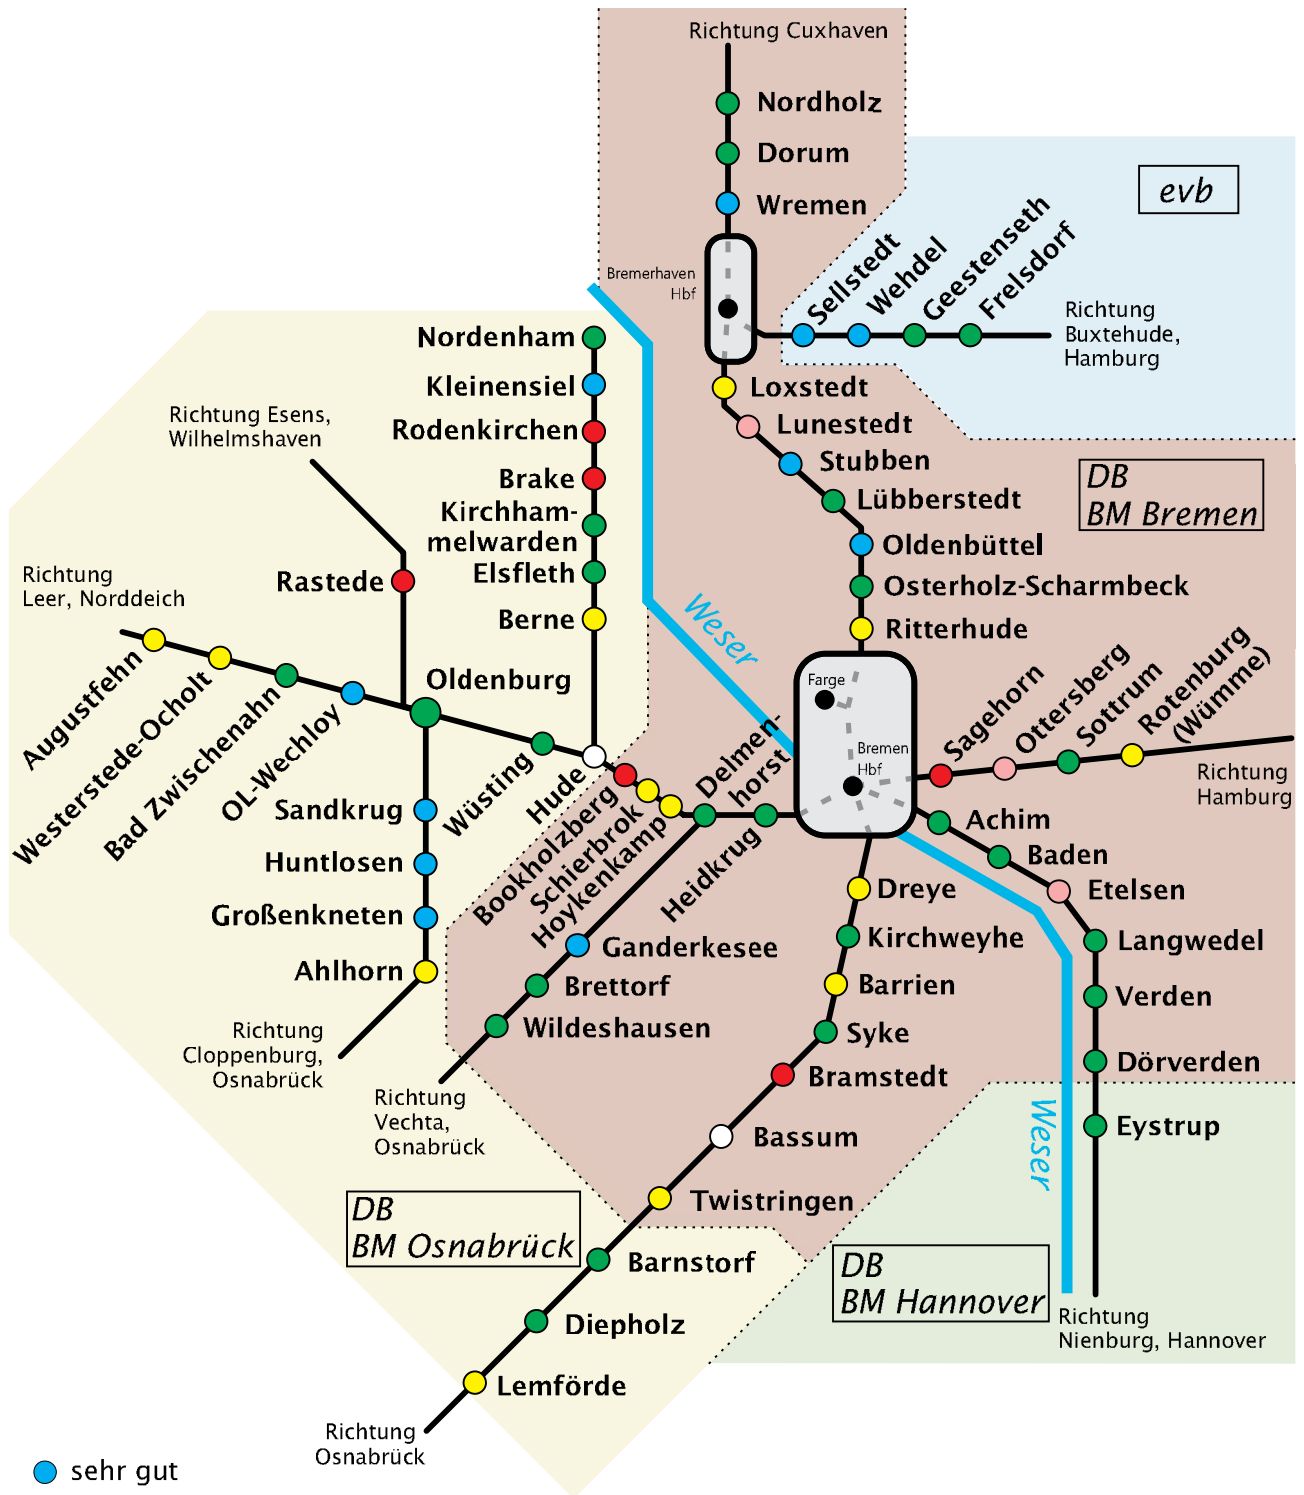 Richtung Cuxhaven
Nordholz
Dorum
Wremen
evb
Bremerhaven
Hbf
Sellstedt
Wehdel
Geestenseth
Frelsdorf
Richtung
Buxtehude,
Hamburg
Nordenham
Kleinensiel
Rodenkirchen
Brake
Kirchham-
melwarden
Elsfleth
Berne
Loxstedt
Lunestedt
Stubben
Lübberstedt
Oldenbüttel
Osterholz-Scharmbeck
Ritterhude
DB
BM Bremen
Richtung Esens,
Wilhelmshaven
Rastede
Richtung
Leer, Norddeich
Augustfehn
Westerstede-Ocholt
Bad Zwischenahn
OL-Wechloy
Oldenburg
Wüsting
Hude
Bookholzberg
Schierbrok
Hoykenkamp
Delmen-
horst
Heidkrug
Weser
Farge
Bremen
Hbf
Sagehorn
Ottersberg
Sottrum
Rotenburg
(Wümme)
Richtung
Hamburg
Sandkrug
Huntlosen
Großenkneten
Ahlhorn
Richtung
Cloppenburg,
Osnabrück
Ganderkesee
Brettorf
Wildeshausen
Richtung
Vechta,
Osnabrück
Achim
Baden
Etelsen
Langwedel
Verden
Dörverden
Eystrup
Weser
Richtung
Nienburg, Hannover
Dreye
Kirchweyhe
Barrien
Syke
Bramstedt
Bassum
Twistringen
Barnstorf
Diepholz
Lemförde
Richtung
Osnabrück
DB
BM Osnabrück
DB
BM Hannover
sehr gut